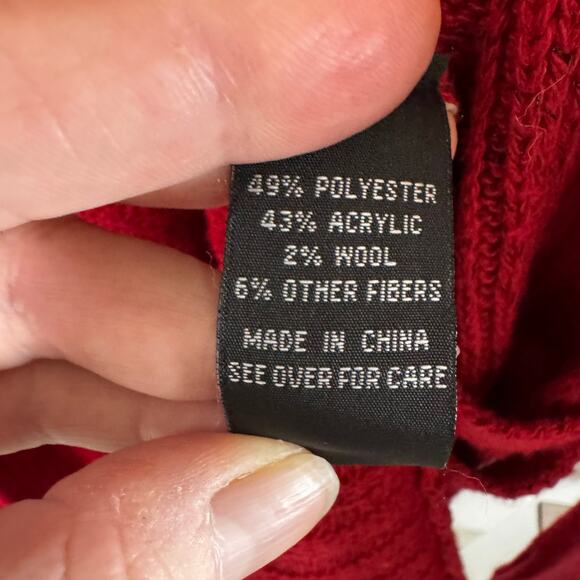 49% POLYESTER
43% ACRYLIC
2% WOOL
6% OTHER FIBERS
MADE IN CHINA
SEE OVER FOR CARE